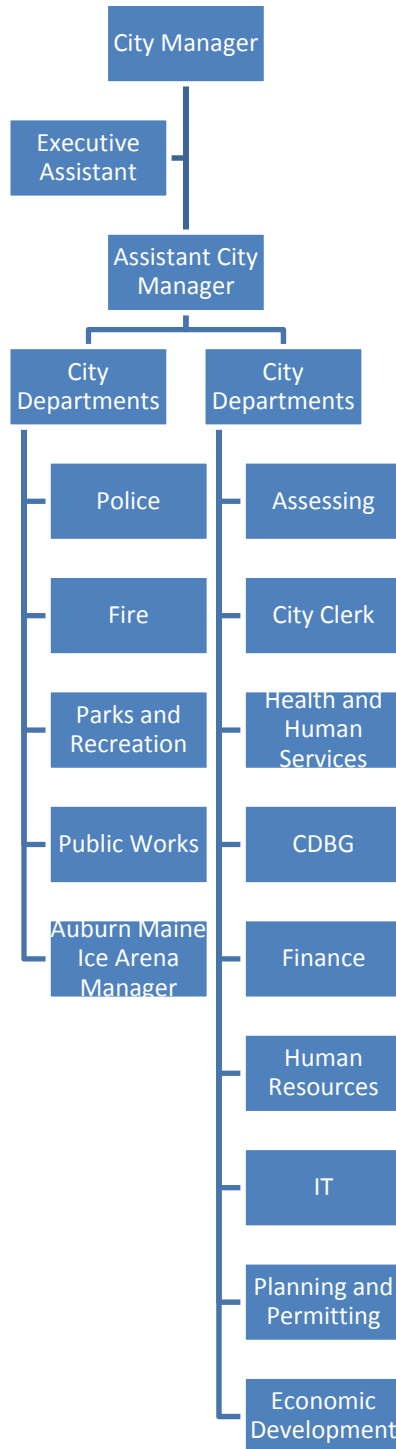 City Manager
Executive
Assistant
Assistant City
Manager
City
Departments
City
Departments
Police
Fire
Parks and
Recreation
Public Works
Auburn Maine
Ice Arena
Manager
Assessing
City Clerk
Health and
Human
Services
CDBG
Finance
Human
Resources
IT
Planning and
Permitting
Economic
Development